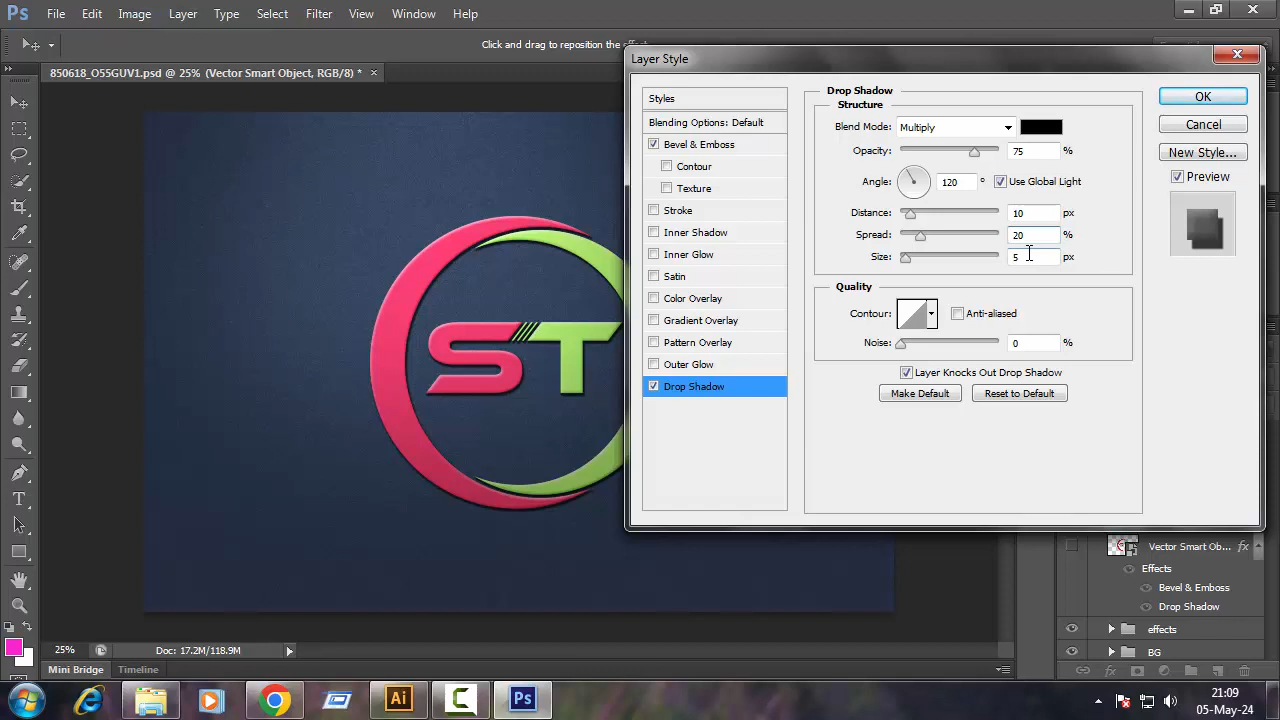 Ps File Edit Image Layer Type Select Filter View Window Help
Click and drag to reposition the
850618_O55GUV1.psd @ 25% (Vector Smart Object, RGB/8) *
ST
Layer Style
Styles
Blending Options: Default
Bevel & Emboss
Contour
Texture
Stroke
Inner Shadow
Inner Glow
Satin
Color Overlay
Gradient Overlay
Pattern Overlay
Outer Glow
Drop Shadow
Drop Shadow
Structure
Blend Mode: Multiply
Opacity: 75 %
Angle: 120 ° Use Global Light
Distance: 10 px
Spread: 20 %
Size: 5 px
Quality
Contour: Anti-aliased
Noise: 0 %
Layer Knocks Out Drop Shadow
Make Default Reset to Default
OK
Cancel
New Style...
Preview
Vector Smart Ob... fx
Effects
Bevel & Emboss
Drop Shadow
effects
BG
25% Doc: 17.2M/118.9M
Mini Bridge Timeline
Ai Ps
21:09
05-May-24